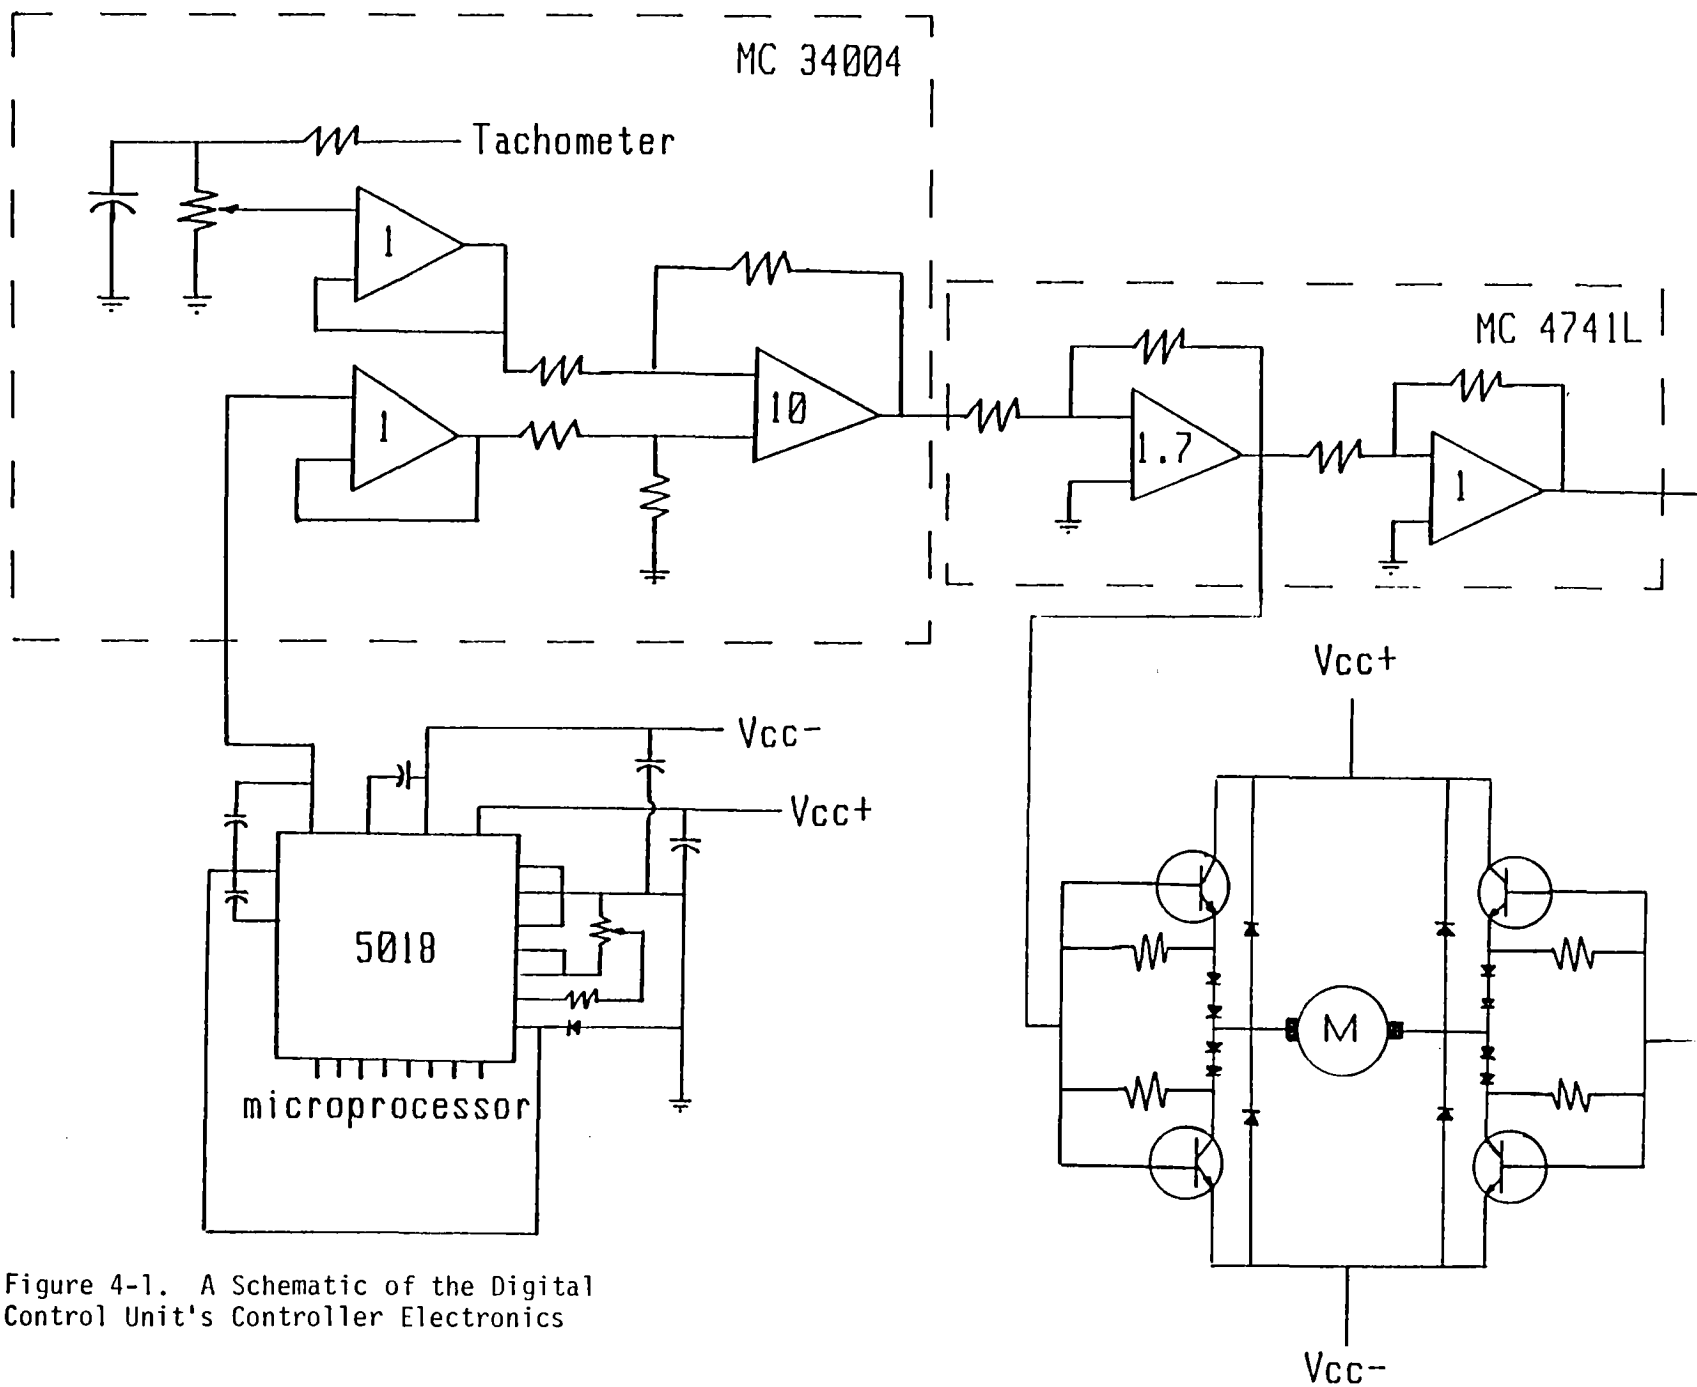 MC 34004
Tachometer
1
1
10
MC 4741L
1.7
1
Vcc-
Vcc+
5018
microprocessor
Vcc+
M
Vcc-
Figure 4-1. A Schematic of the Digital
Control Unit's Controller Electronics